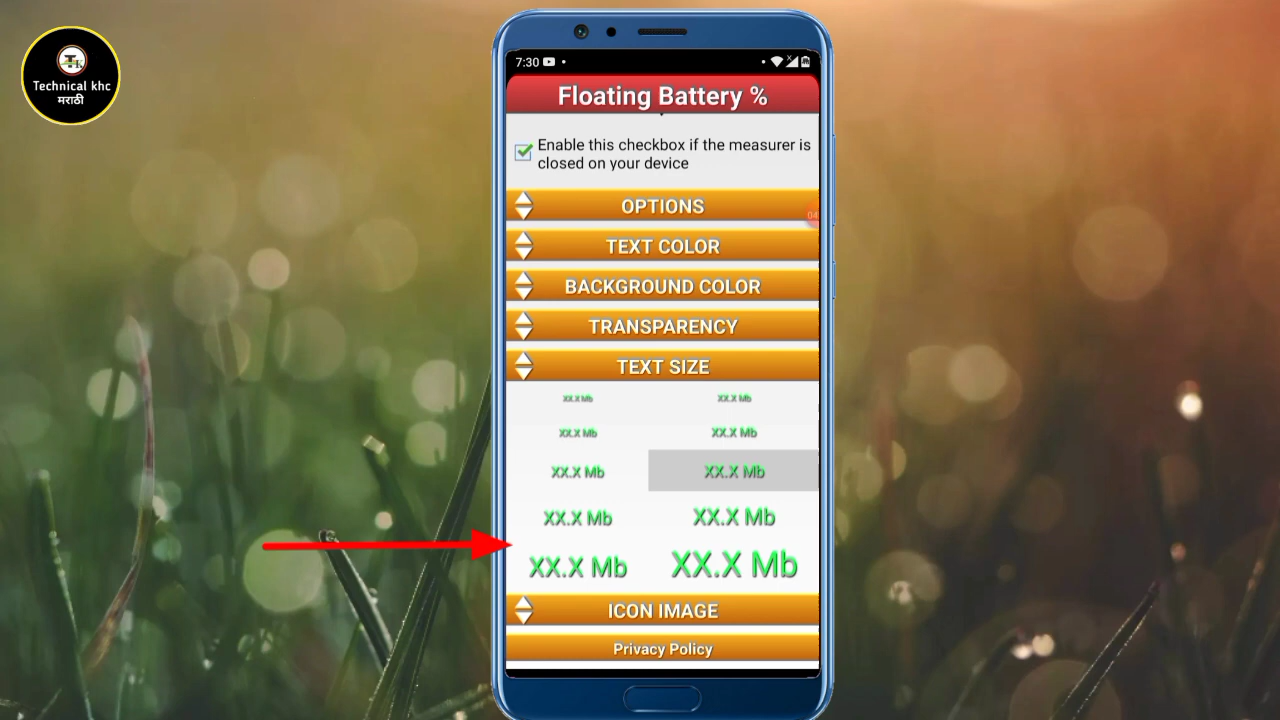 Technical khc
मराठी
7:30
Floating Battery %
Enable this checkbox if the measurer is
closed on your device
OPTIONS
04
TEXT COLOR
BACKGROUND COLOR
TRANSPARENCY
TEXT SIZE
XX.X Mb XX.X Mb
XX.X Mb XX.X Mb
XX.X Mb XX.X Mb
XX.X Mb XX.X Mb
XX.X Mb XX.X Mb
ICON IMAGE
Privacy Policy